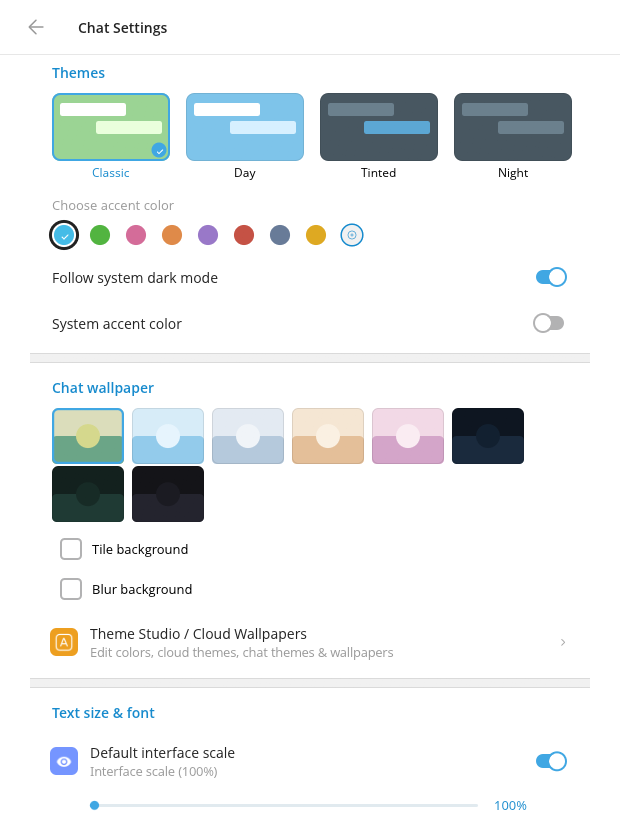 Chat Settings
Themes
Classic
Day
Tinted
Night
Choose accent color
Follow system dark mode
System accent color
Chat wallpaper
Tile background
Blur background
A
Theme Studio / Cloud Wallpapers
Edit colors, cloud themes, chat themes & wallpapers
Text size & font
Default interface scale
Interface scale (100%)
100%